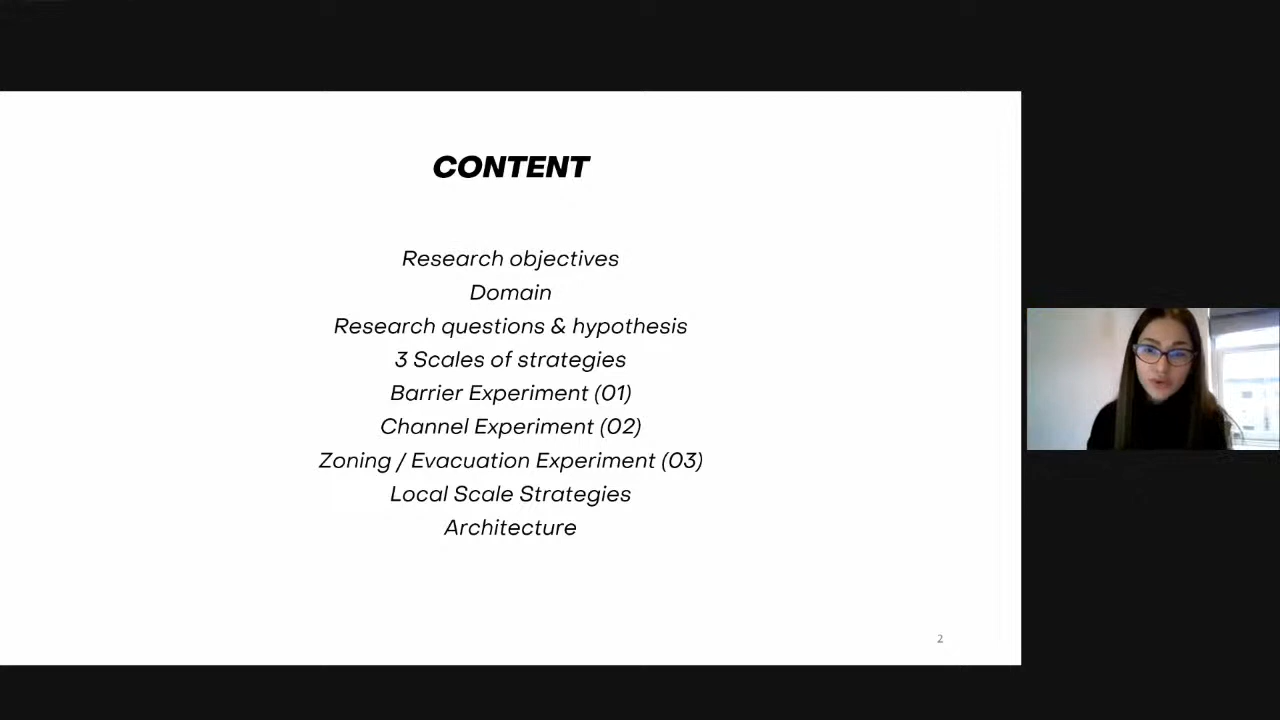 CONTENT
Research objectives
Domain
Research questions & hypothesis
3 Scales of strategies
Barrier Experiment (01)
Channel Experiment (02)
Zoning / Evacuation Experiment (03)
Local Scale Strategies
Architecture
2